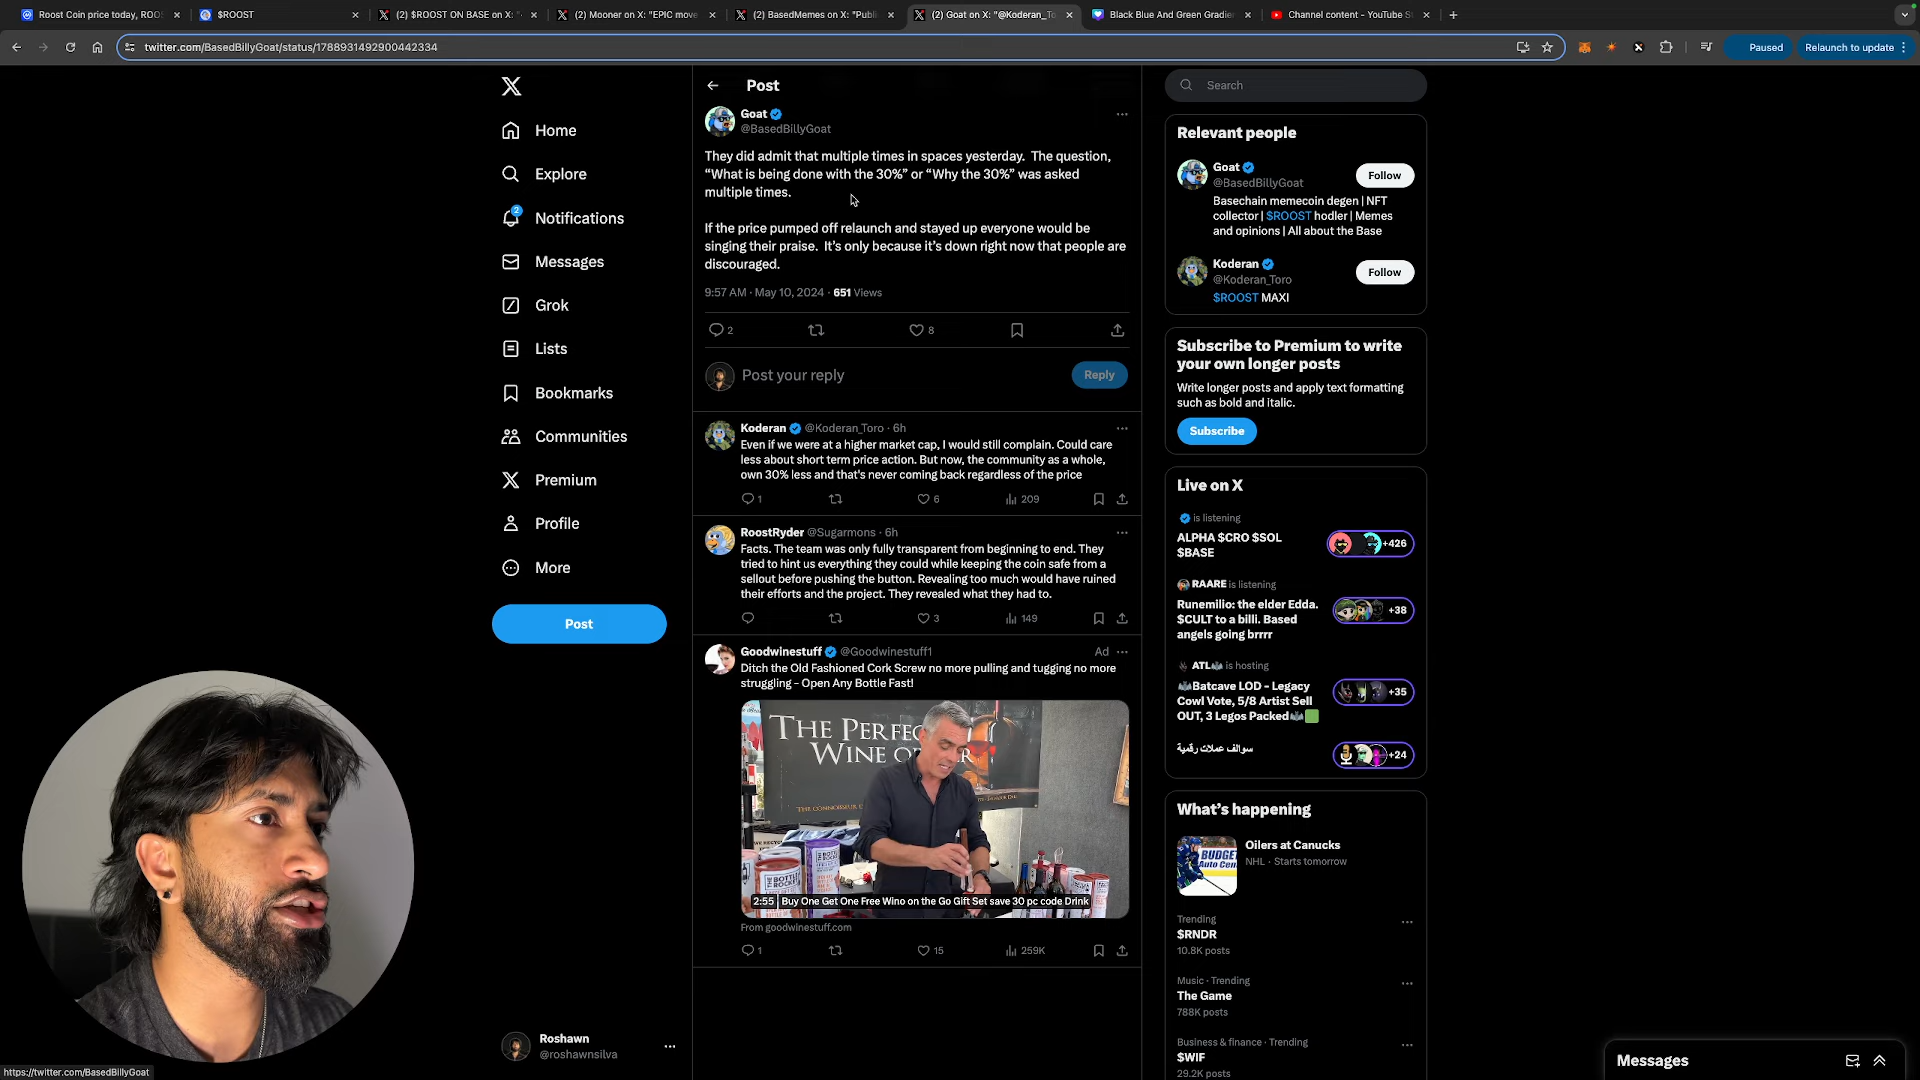 Roost Coin price today, ROO
$ROOST
(2) $ROOST ON BASE on X: "
(2) Mooner on X: "EPIC move
(2) BasedMemes on X: "Publi
(2) Goat on X: "@Koderan_To
Black Blue And Green Gradie
Channel content - YouTube S
twitter.com/BasedBillyGoat/status/1788931492900442334
Paused
Relaunch to update
Home
Explore
2
Notifications
Messages
Grok
Lists
Bookmarks
Communities
Premium
Profile
More
Post
Roshawn
@roshawnsilva
https://twitter.com/BasedBillyGoat
Post
Goat
@BasedBillyGoat
They did admit that multiple times in spaces yesterday. The question,
“What is being done with the 30%” or “Why the 30%” was asked
multiple times.
If the price pumped off relaunch and stayed up everyone would be
singing their praise. It’s only because it’s down right now that people are
discouraged.
9:57 AM · May 10, 2024 · 651 Views
2
8
Post your reply
Reply
Koderan @Koderan_Toro · 6h
Even if we were at a higher market cap, I would still complain. Could care
less about short term price action. But now, the community as a whole,
own 30% less and that's never coming back regardless of the price
1
6
209
RoostRyder @Sugarmons · 6h
Facts. The team was only fully transparent from beginning to end. They
tried to hint us everything they could while keeping the coin safe from a
sellout before pushing the button. Revealing too much would have ruined
their efforts and the project. They revealed what they had to.
3
149
Goodwinestuff @Goodwinestuff1
Ad
Ditch the Old Fashioned Cork Screw no more pulling and tugging no more
struggling - Open Any Bottle Fast!
THE PERFE
WINE O
2:55 Buy One Get One Free Wino on the Go Gift Set save 30 pc code Drink
From goodwinestuff.com
1
15
259K
Search
Relevant people
Goat
@BasedBillyGoat
Follow
Basechain memecoin degen | NFT
collector | $ROOST hodler | Memes
and opinions | All about the Base
Koderan
@Koderan_Toro
Follow
$ROOST MAXI
Subscribe to Premium to write
your own longer posts
Write longer posts and apply text formatting
such as bold and italic.
Subscribe
Live on X
is listening
ALPHA $CRO $SOL
$BASE
+426
RAARE is listening
Runemilio: the elder Edda.
$CULT to a billi. Based
angels going brrrr
+38
ATL is hosting
Batcave LOD - Legacy
Cowl Vote, 5/8 Artist Sell
OUT, 3 Legos Packed
+35
سوالف عملات رقمية
+24
What’s happening
Oilers at Canucks
NHL · Starts tomorrow
Trending
$RNDR
10.8K posts
Music · Trending
The Game
788K posts
Business & finance · Trending
$WIF
29.2K posts
Messages